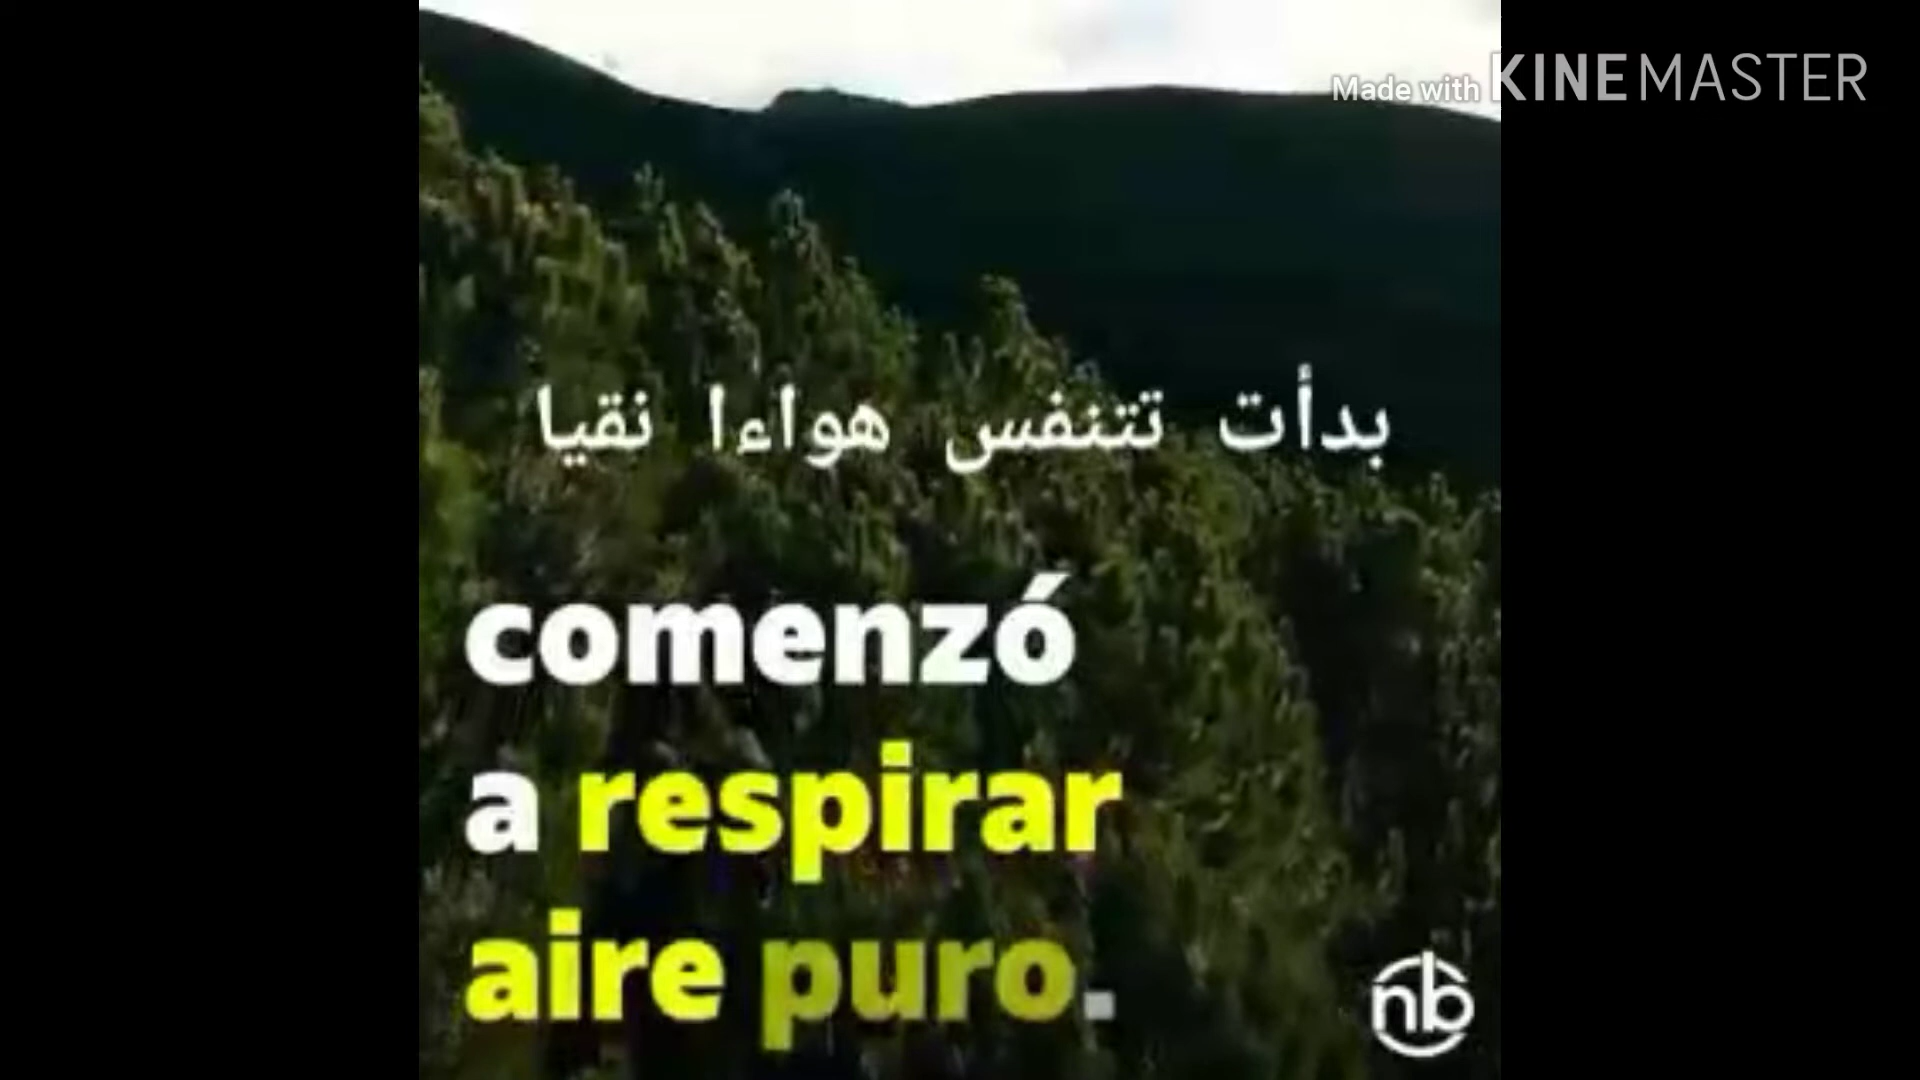 Made with KINEMASTER
بدأت تتنفس هواءا نقيا
comenzó
a respirar
aire puro.
nb